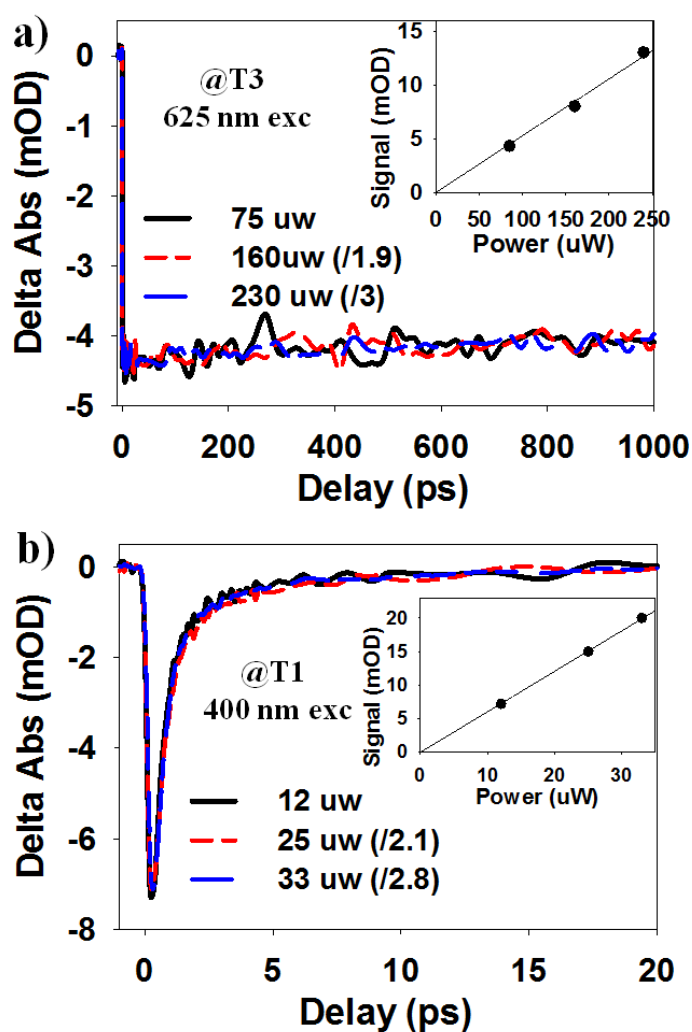 a)
@T3
625 nm exc
75 uw
160uw (/1.9)
230 uw (/3)
Delta Abs (mOD)
0
-1
-2
-3
-4
-5
0 200 400 600 800 1000
Delay (ps)
Signal (mOD)
15
10
5
0
0 50 100 150 200 250
Power (uW)
b)
@T1
400 nm exc
12 uw
25 uw (/2.1)
33 uw (/2.8)
Delta Abs (mOD)
0
-2
-4
-6
-8
0 5 10 15 20
Delay (ps)
Signal (mOD)
20
15
10
5
0
0 10 20 30
Power (uW)